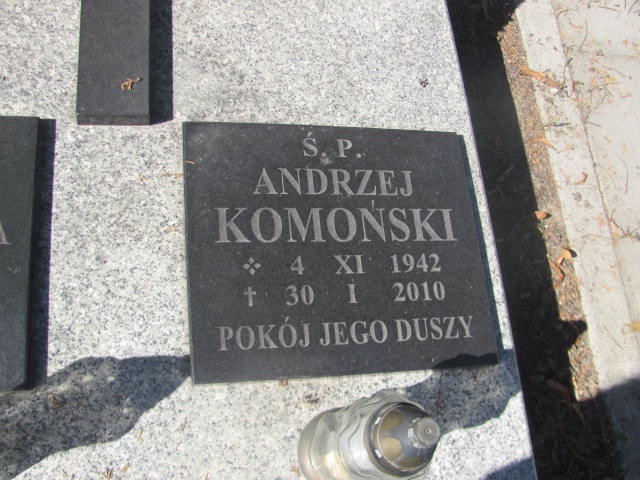 Ś. P.
ANDRZEJ
KOMOŃSKI
❖ 4 XI 1942
† 30 I 2010
POKÓJ JEGO DUSZY
A